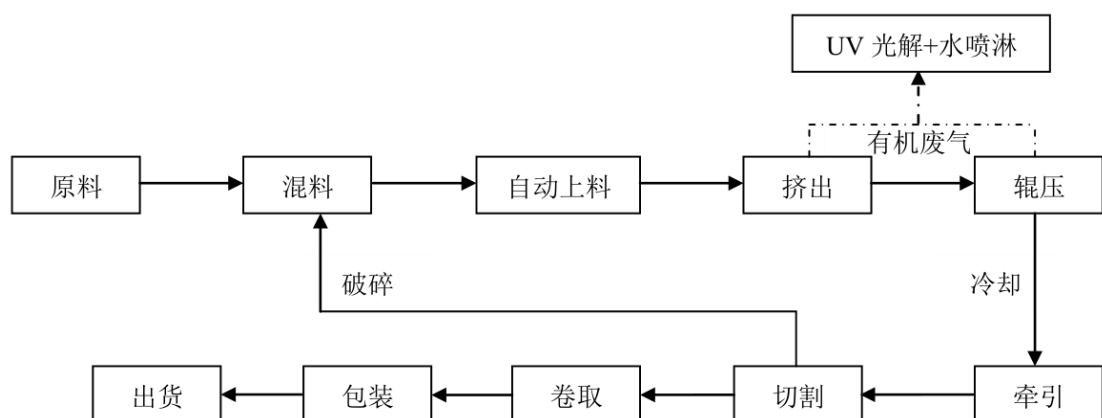 UV 光解+水喷淋
有机废气
原料
混料
自动上料
挤出
辊压
破碎
冷却
出货
包装
卷取
切割
牵引